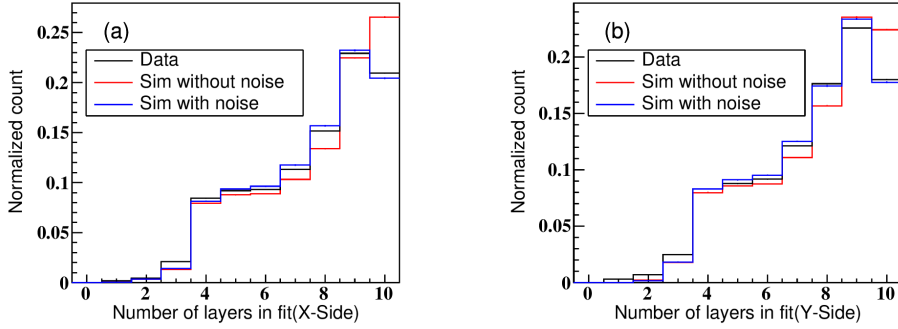 (a)
Data
Sim without noise
Sim with noise
Normalized count
0.25
0.2
0.15
0.1
0.05
0
0 2 4 6 8 10
Number of layers in fit(X-Side)
(b)
Data
Sim without noise
Sim with noise
Normalized count
0.2
0.15
0.1
0.05
0
0 2 4 6 8 10
Number of layers in fit(Y-Side)